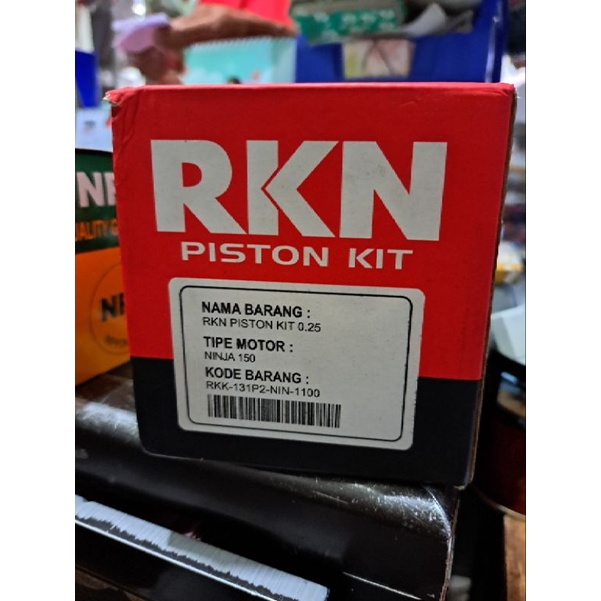 RKN
PISTON KIT
NAMA BARANG :
RKN PISTON KIT 0.25
TIPE MOTOR :
NINJA 150
KODE BARANG :
RKK-131P2-NIN-1100